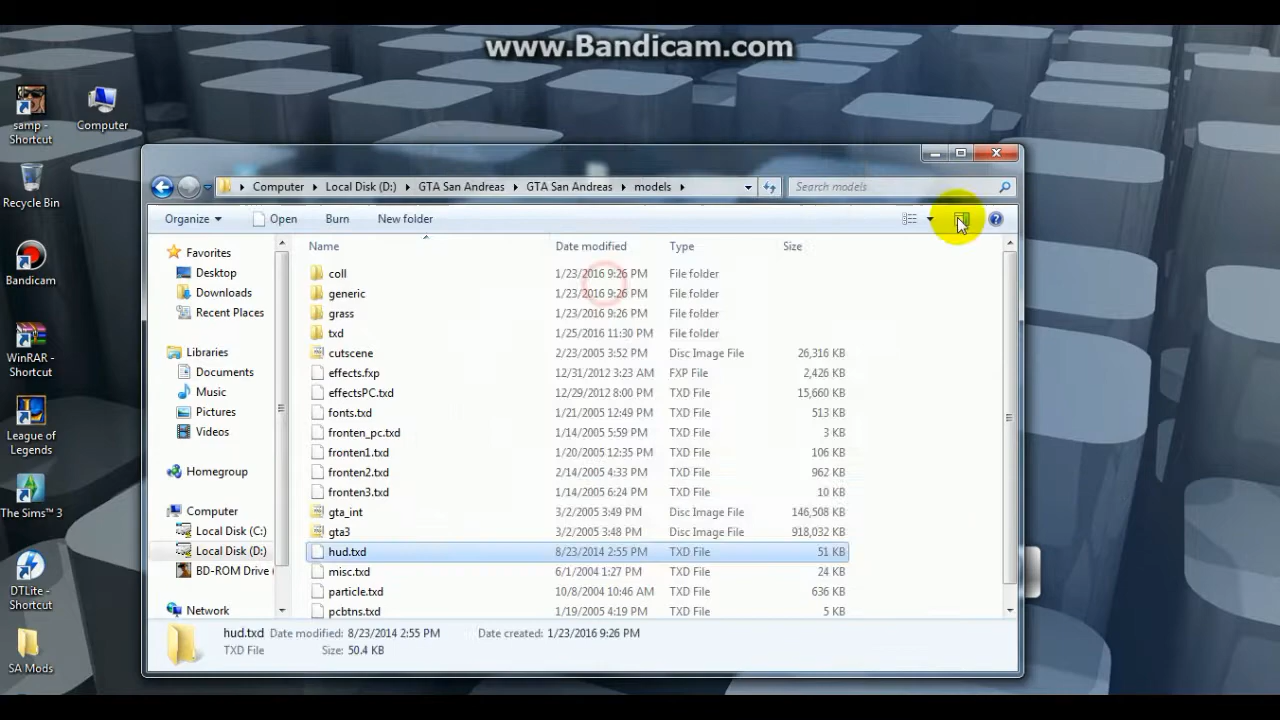 www.Bandicam.com
samp -
Shortcut
Computer
Recycle Bin
Bandicam
WinRAR -
Shortcut
League of
Legends
The Sims™ 3
DTLite -
Shortcut
SA Mods
Computer Local Disk (D:) GTA San Andreas GTA San Andreas models
Search models
Organize Open Burn New folder
Favorites
Desktop
Downloads
Recent Places
Libraries
Documents
Music
Pictures
Videos
Homegroup
Computer
Local Disk (C:)
Local Disk (D:)
BD-ROM Drive (
Network
Name Date modified Type Size
coll 1/23/2016 9:26 PM File folder
generic 1/23/2016 9:26 PM File folder
grass 1/23/2016 9:26 PM File folder
txd 1/25/2016 11:30 PM File folder
cutscene 2/23/2005 3:52 PM Disc Image File 26,316 KB
effects.fxp 12/31/2012 3:23 AM FXP File 2,426 KB
effectsPC.txd 12/29/2012 8:00 PM TXD File 15,660 KB
fonts.txd 1/21/2005 12:49 PM TXD File 513 KB
fronten_pc.txd 1/14/2005 5:59 PM TXD File 3 KB
fronten1.txd 1/20/2005 12:35 PM TXD File 106 KB
fronten2.txd 2/14/2005 4:33 PM TXD File 962 KB
fronten3.txd 1/14/2005 6:24 PM TXD File 10 KB
gta_int 3/2/2005 3:49 PM Disc Image File 146,508 KB
gta3 3/2/2005 3:48 PM Disc Image File 918,032 KB
hud.txd 8/23/2014 2:55 PM TXD File 51 KB
misc.txd 6/1/2004 1:27 PM TXD File 24 KB
particle.txd 10/8/2004 10:46 AM TXD File 636 KB
pcbtns.txd 1/19/2005 4:19 PM TXD File 5 KB
hud.txd Date modified: 8/23/2014 2:55 PM Date created: 1/23/2016 9:26 PM
TXD File Size: 50.4 KB